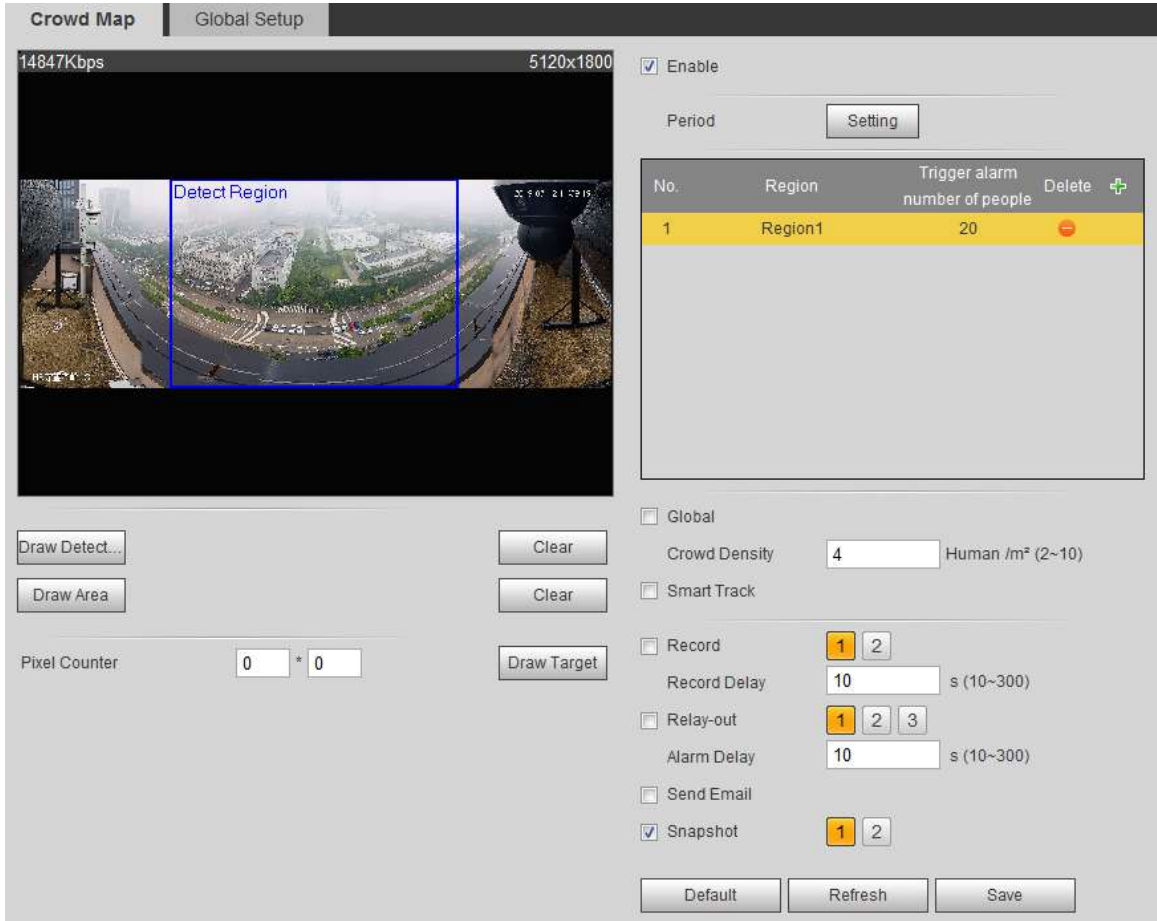 Crowd Map
Global Setup
14847Kbps
5120x1800
Detect Region
Draw Detect...
Clear
Draw Area
Clear
Pixel Counter
0 * 0
Draw Target
Enable
Period
Setting
No.
Region
Trigger alarm
number of people
Delete
1
Region1
20
Global
Crowd Density
4
Human /m² (2~10)
Smart Track
Record
1 2
Record Delay
10
s (10~300)
Relay-out
1 2 3
Alarm Delay
10
s (10~300)
Send Email
Snapshot
1 2
Default
Refresh
Save